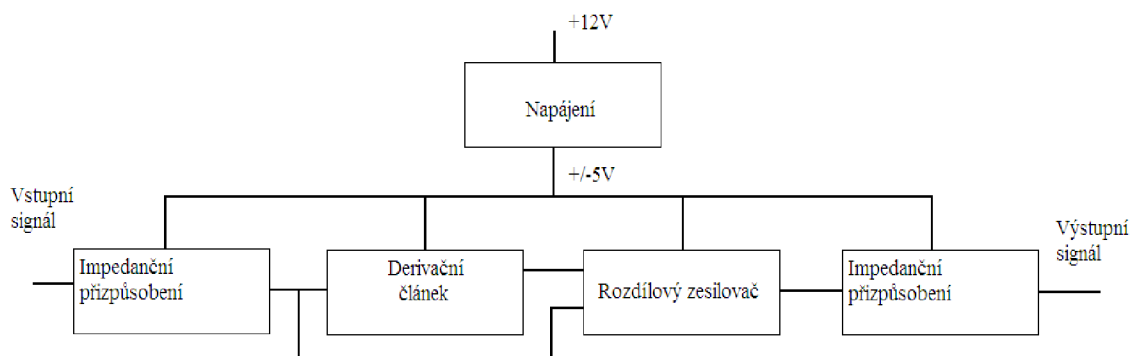 +12V
Napájení
+/-5V
Vstupní
signál
Výstupní
signál
Impedanční
přizpůsobení
Derivační
článek
Rozdílový zesilovač
Impedanční
přizpůsobení